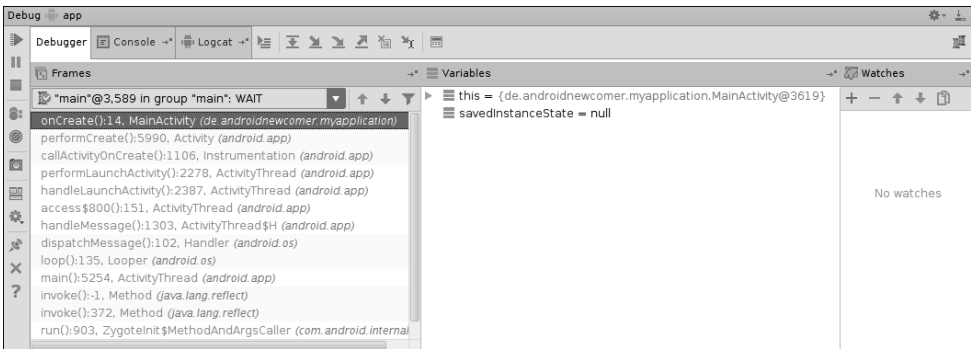 Debug app
Debugger Console Logcat
Frames
Variables
Watches
"main"@3,589 in group "main": WAIT
onCreate():14, MainActivity (de.androidnewcomer.myapplication)
performCreate():5990, Activity (android.app)
callActivityOnCreate():1106, Instrumentation (android.app)
performLaunchActivity():2278, ActivityThread (android.app)
handleLaunchActivity():2387, ActivityThread (android.app)
access$800():151, ActivityThread (android.app)
handleMessage():1303, ActivityThread$H (android.app)
dispatchMessage():102, Handler (android.os)
loop():135, Looper (android.os)
main():5254, ActivityThread (android.app)
invoke():-1, Method (java.lang.reflect)
invoke():372, Method (java.lang.reflect)
run():903, ZygoteInit$MethodAndArgsCaller (com.android.internal
this = {de.androidnewcomer.myapplication.MainActivity@3619}
savedInstanceState = null
No watches